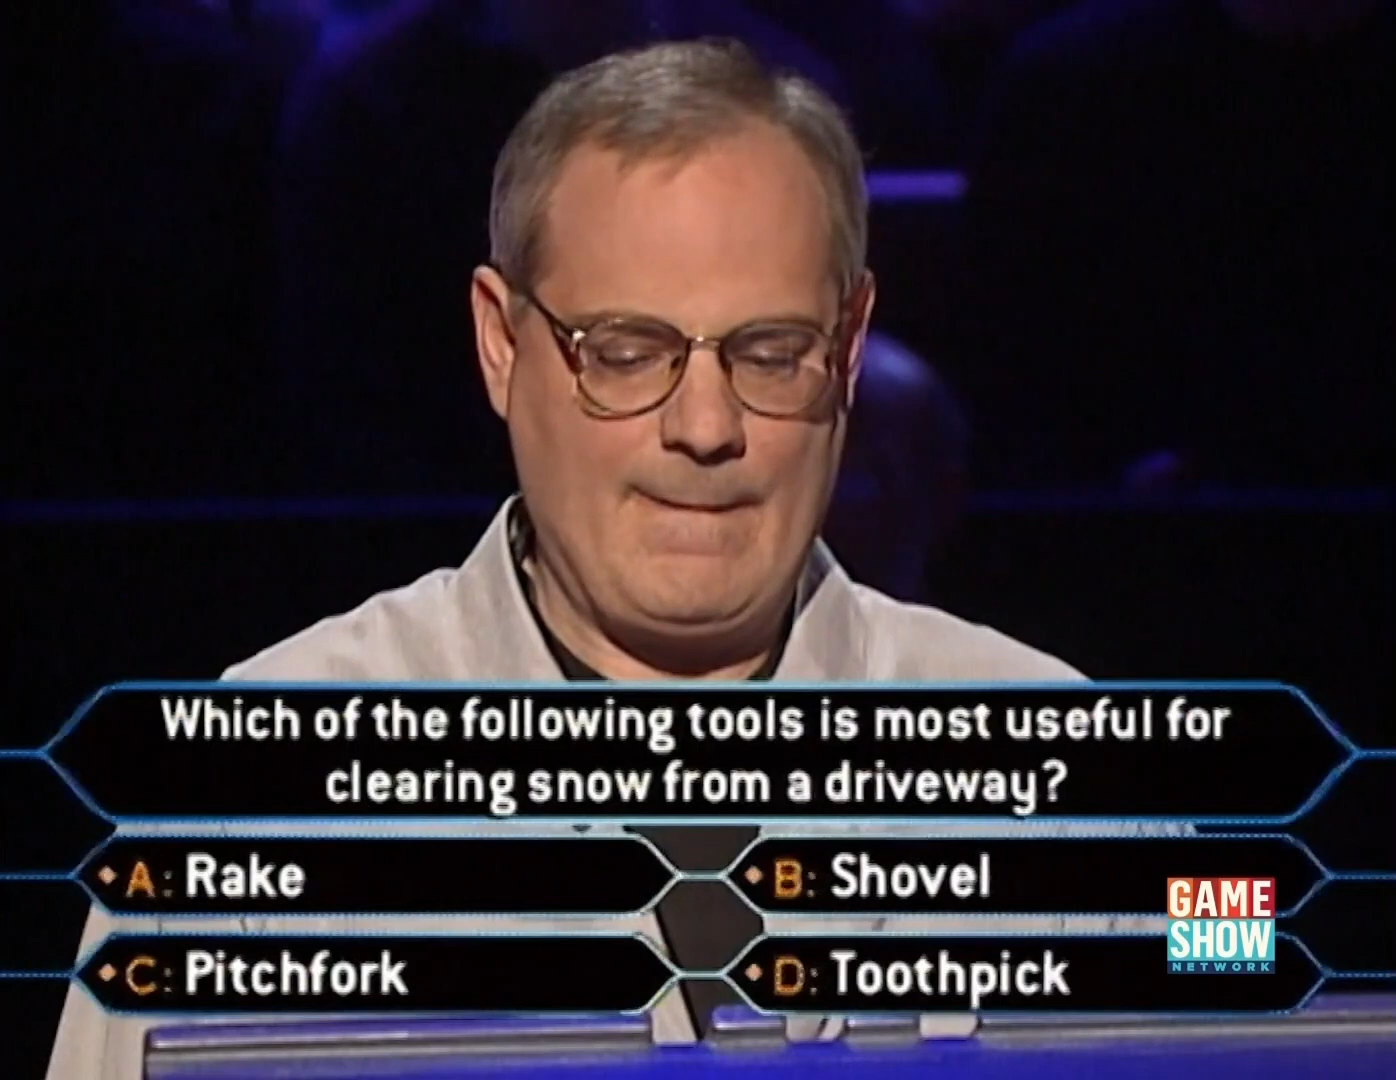 Which of the following tools is most useful for
clearing snow from a driveway?
A: Rake
B: Shovel
C: Pitchfork
D: Toothpick
GAME
SHOW
NETWORK